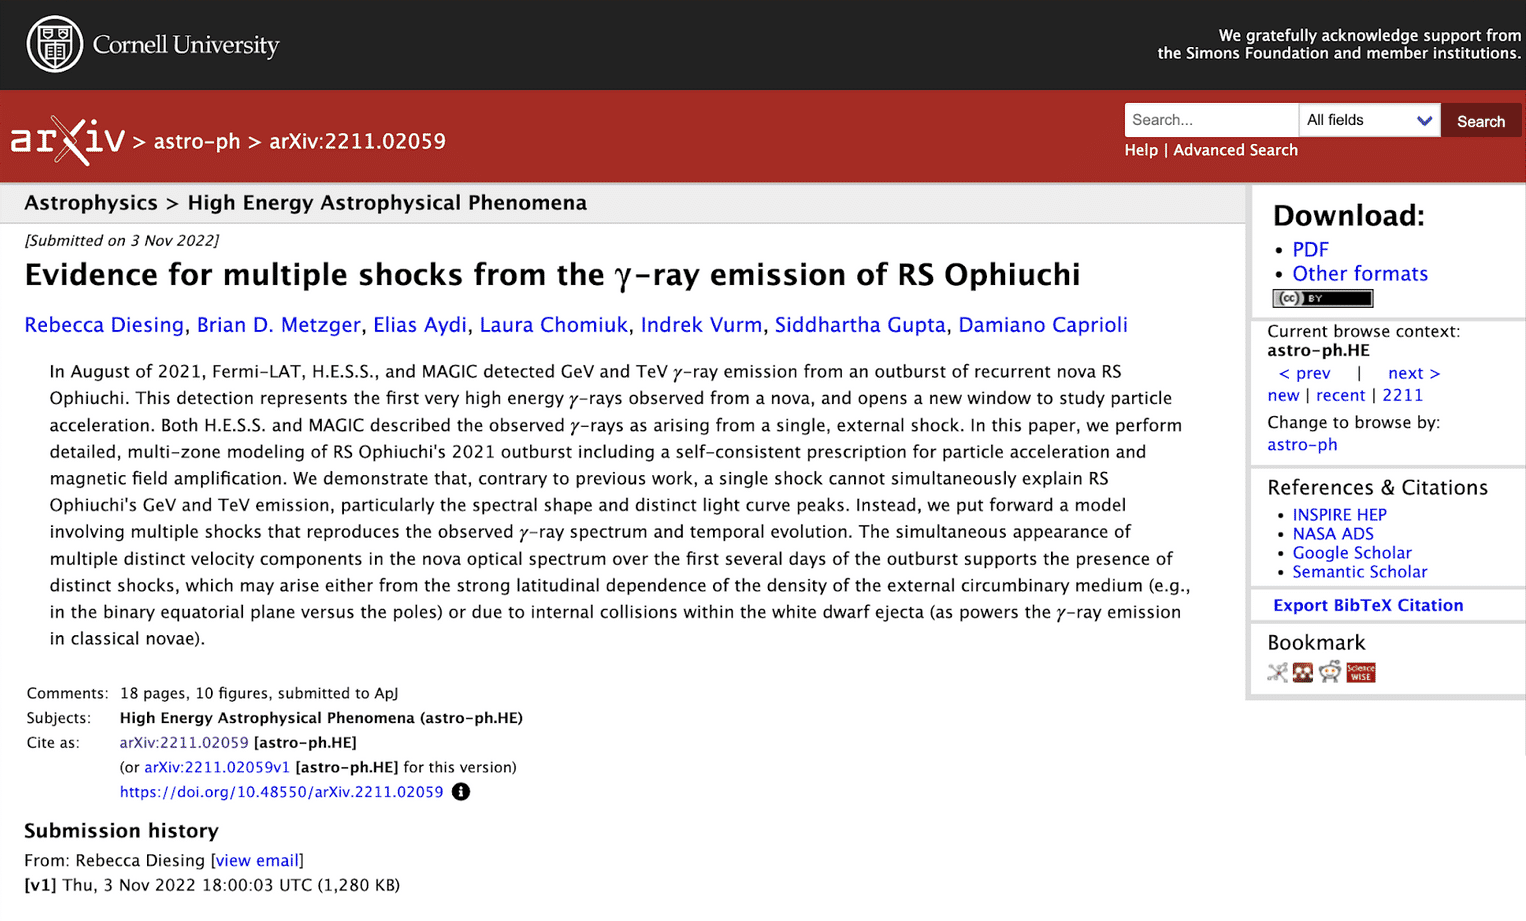 Cornell University
We gratefully acknowledge support from
the Simons Foundation and member institutions.
arXiv > astro-ph > arXiv:2211.02059
Search...
All fields
Search
Help | Advanced Search
Astrophysics > High Energy Astrophysical Phenomena
[Submitted on 3 Nov 2022]
Evidence for multiple shocks from the γ-ray emission of RS Ophiuchi
Rebecca Diesing, Brian D. Metzger, Elias Aydi, Laura Chomiuk, Indrek Vurm, Siddhartha Gupta, Damiano Caprioli
In August of 2021, Fermi-LAT, H.E.S.S., and MAGIC detected GeV and TeV γ-ray emission from an outburst of recurrent nova RS
Ophiuchi. This detection represents the first very high energy γ-rays observed from a nova, and opens a new window to study particle
acceleration. Both H.E.S.S. and MAGIC described the observed γ-rays as arising from a single, external shock. In this paper, we perform
detailed, multi-zone modeling of RS Ophiuchi's 2021 outburst including a self-consistent prescription for particle acceleration and
magnetic field amplification. We demonstrate that, contrary to previous work, a single shock cannot simultaneously explain RS
Ophiuchi's GeV and TeV emission, particularly the spectral shape and distinct light curve peaks. Instead, we put forward a model
involving multiple shocks that reproduces the observed γ-ray spectrum and temporal evolution. The simultaneous appearance of
multiple distinct velocity components in the nova optical spectrum over the first several days of the outburst supports the presence of
distinct shocks, which may arise either from the strong latitudinal dependence of the density of the external circumbinary medium (e.g.,
in the binary equatorial plane versus the poles) or due to internal collisions within the white dwarf ejecta (as powers the γ-ray emission
in classical novae).
Comments: 18 pages, 10 figures, submitted to ApJ
Subjects: High Energy Astrophysical Phenomena (astro-ph.HE)
Cite as: arXiv:2211.02059 [astro-ph.HE]
(or arXiv:2211.02059v1 [astro-ph.HE] for this version)
https://doi.org/10.48550/arXiv.2211.02059
Submission history
From: Rebecca Diesing [view email]
[v1] Thu, 3 Nov 2022 18:00:03 UTC (1,280 KB)
Download:
• PDF
• Other formats
(cc) BY
Current browse context:
astro-ph.HE
< prev | next >
new | recent | 2211
Change to browse by:
astro-ph
References & Citations
• INSPIRE HEP
• NASA ADS
• Google Scholar
• Semantic Scholar
Export BibTeX Citation
Bookmark
Science
WISE